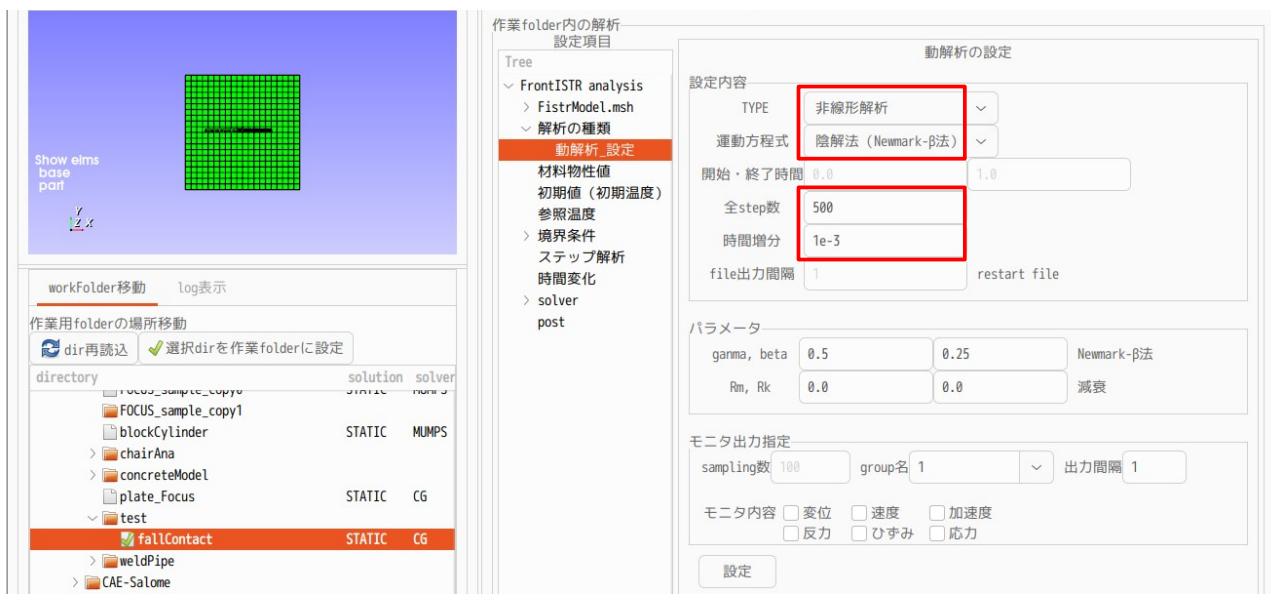 Show elms
base
part
Y
Z X
workFolder移動 log表示
作業用folderの場所移動
dir再読込 選択dirを作業folderに設定
directory solution solver
FOCUS_sample_copy0 STATIC MUMPS
FOCUS_sample_copy1
blockCylinder STATIC MUMPS
chairAna
concreteModel
plate_Focus STATIC CG
test
fallContact STATIC CG
weldPipe
CAE-Salome
作業folder内の解析
設定項目
Tree
FrontISTR analysis
FistrModel.msh
解析の種類
動解析_設定
材料物性値
初期値（初期温度）
参照温度
境界条件
ステップ解析
時間変化
solver
post
動解析の設定
設定内容
TYPE 非線形解析
運動方程式 陰解法（Newmark-β法）
開始・終了時間 0.0 1.0
全step数 500
時間増分 1e-3
file出力間隔 1 restart file
パラメータ
ganma, beta 0.5 0.25 Newmark-β法
Rm, Rk 0.0 0.0 減衰
モニタ出力指定
sampling数 100 group名 1 出力間隔 1
モニタ内容 変位 速度 加速度
反力 ひずみ 応力
設定